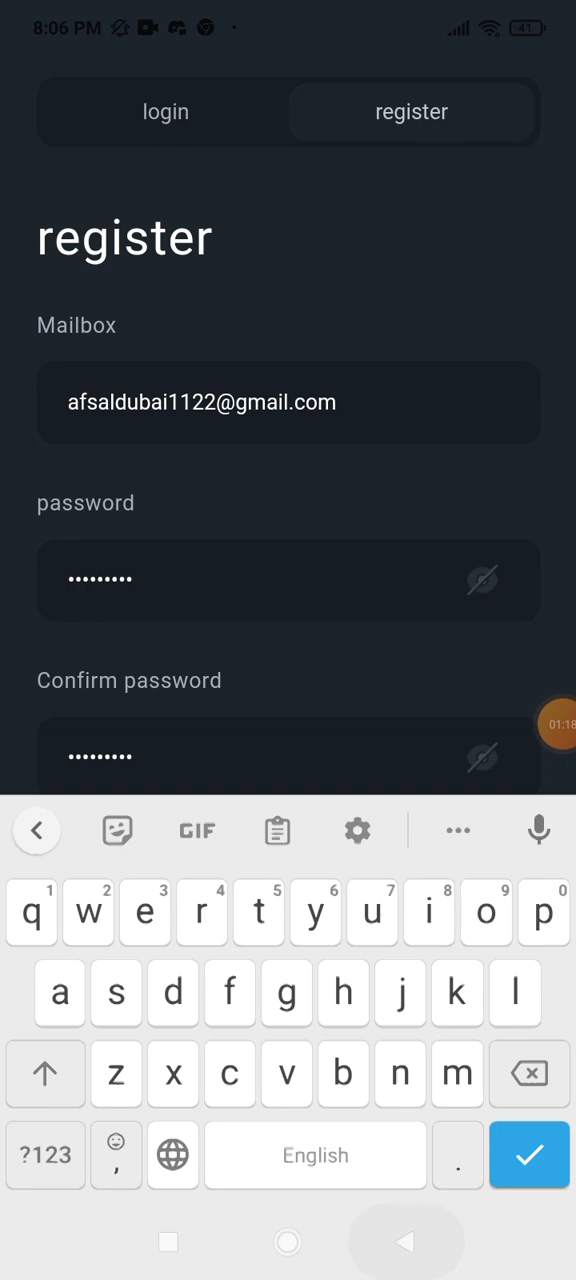 8:06 PM 41
login register
register
Mailbox
afsaldubai1122@gmail.com
password
•••••••••
Confirm password
01:18
•••••••••
GIF
1 2 3 4 5 6 7 8 9 0
q w e r t y u i o p
a s d f g h j k l
z x c v b n m
?123 , English .